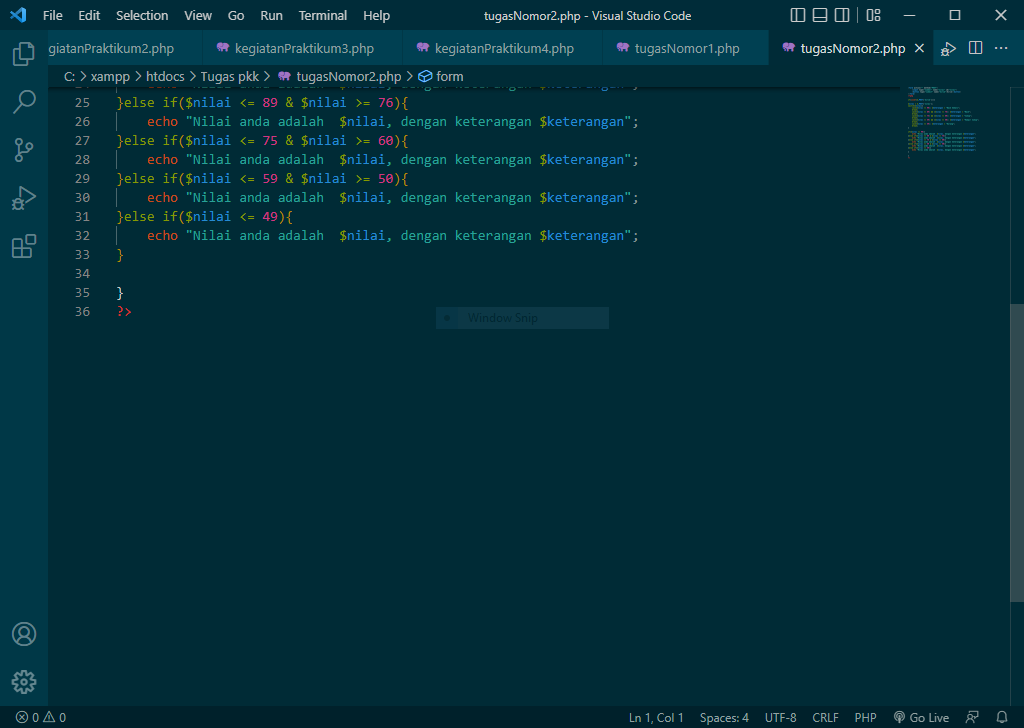 File Edit Selection View Go Run Terminal Help tugasNomor2.php - Visual Studio Code
giatanPraktikum2.php kegiatanPraktikum3.php kegiatanPraktikum4.php tugasNomor1.php tugasNomor2.php
C: > xampp > htdocs > Tugas pkk > tugasNomor2.php > form
25 }else if($nilai <= 89 & $nilai >= 76){
26 echo "Nilai anda adalah  $nilai, dengan keterangan $keterangan";
27 }else if($nilai <= 75 & $nilai >= 60){
28 echo "Nilai anda adalah  $nilai, dengan keterangan $keterangan";
29 }else if($nilai <= 59 & $nilai >= 50){
30 echo "Nilai anda adalah  $nilai, dengan keterangan $keterangan";
31 }else if($nilai <= 49){
32 echo "Nilai anda adalah  $nilai, dengan keterangan $keterangan";
33 }
34
35 }
36 ?>
Window Snip
0 0 Ln 1, Col 1 Spaces: 4 UTF-8 CRLF PHP Go Live